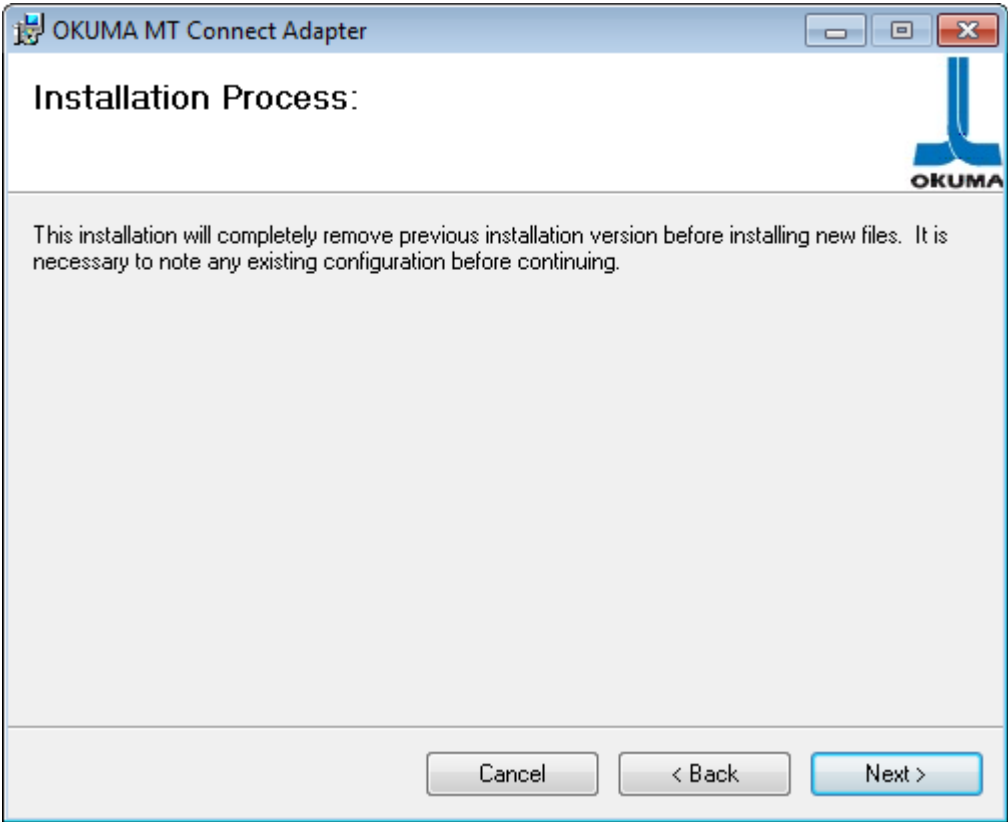 OKUMA MT Connect Adapter
Installation Process:
OKUMA
This installation will completely remove previous installation version before installing new files.  It is
necessary to note any existing configuration before continuing.
Cancel
< Back
Next >